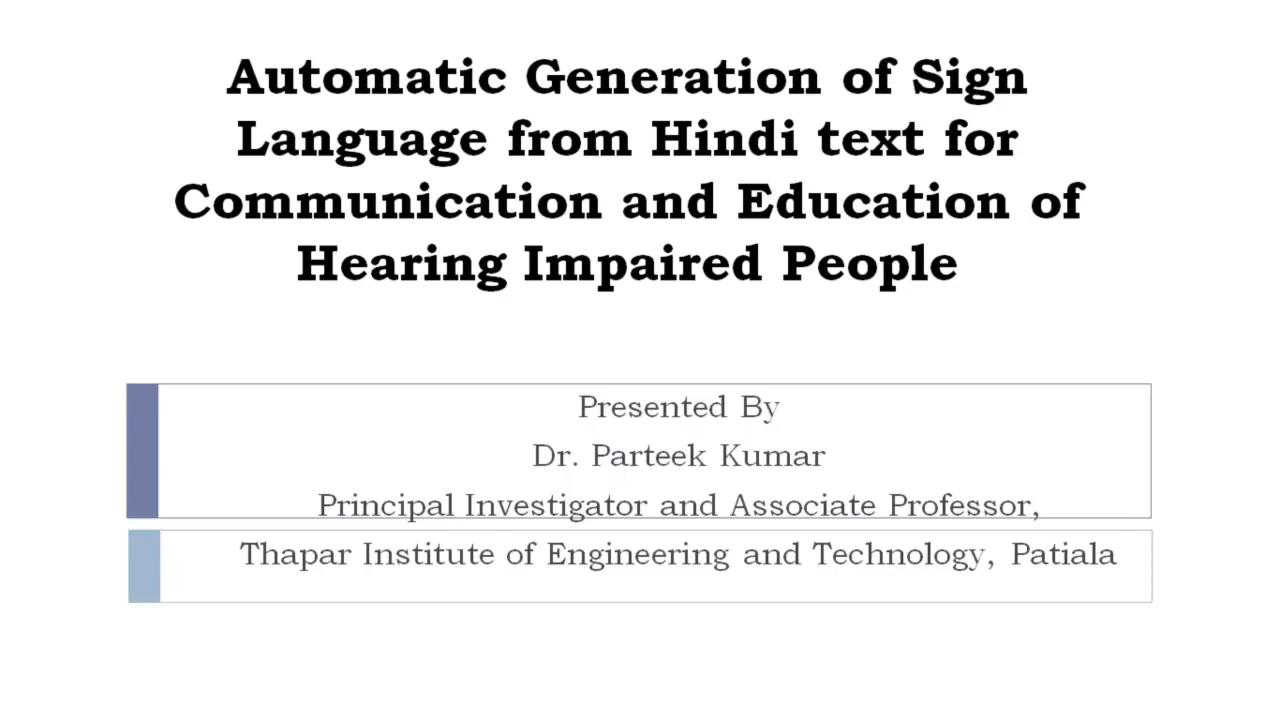 Automatic Generation of Sign
Language from Hindi text for
Communication and Education of
Hearing Impaired People
Presented By
Dr. Parteek Kumar
Principal Investigator and Associate Professor,
Thapar Institute of Engineering and Technology, Patiala